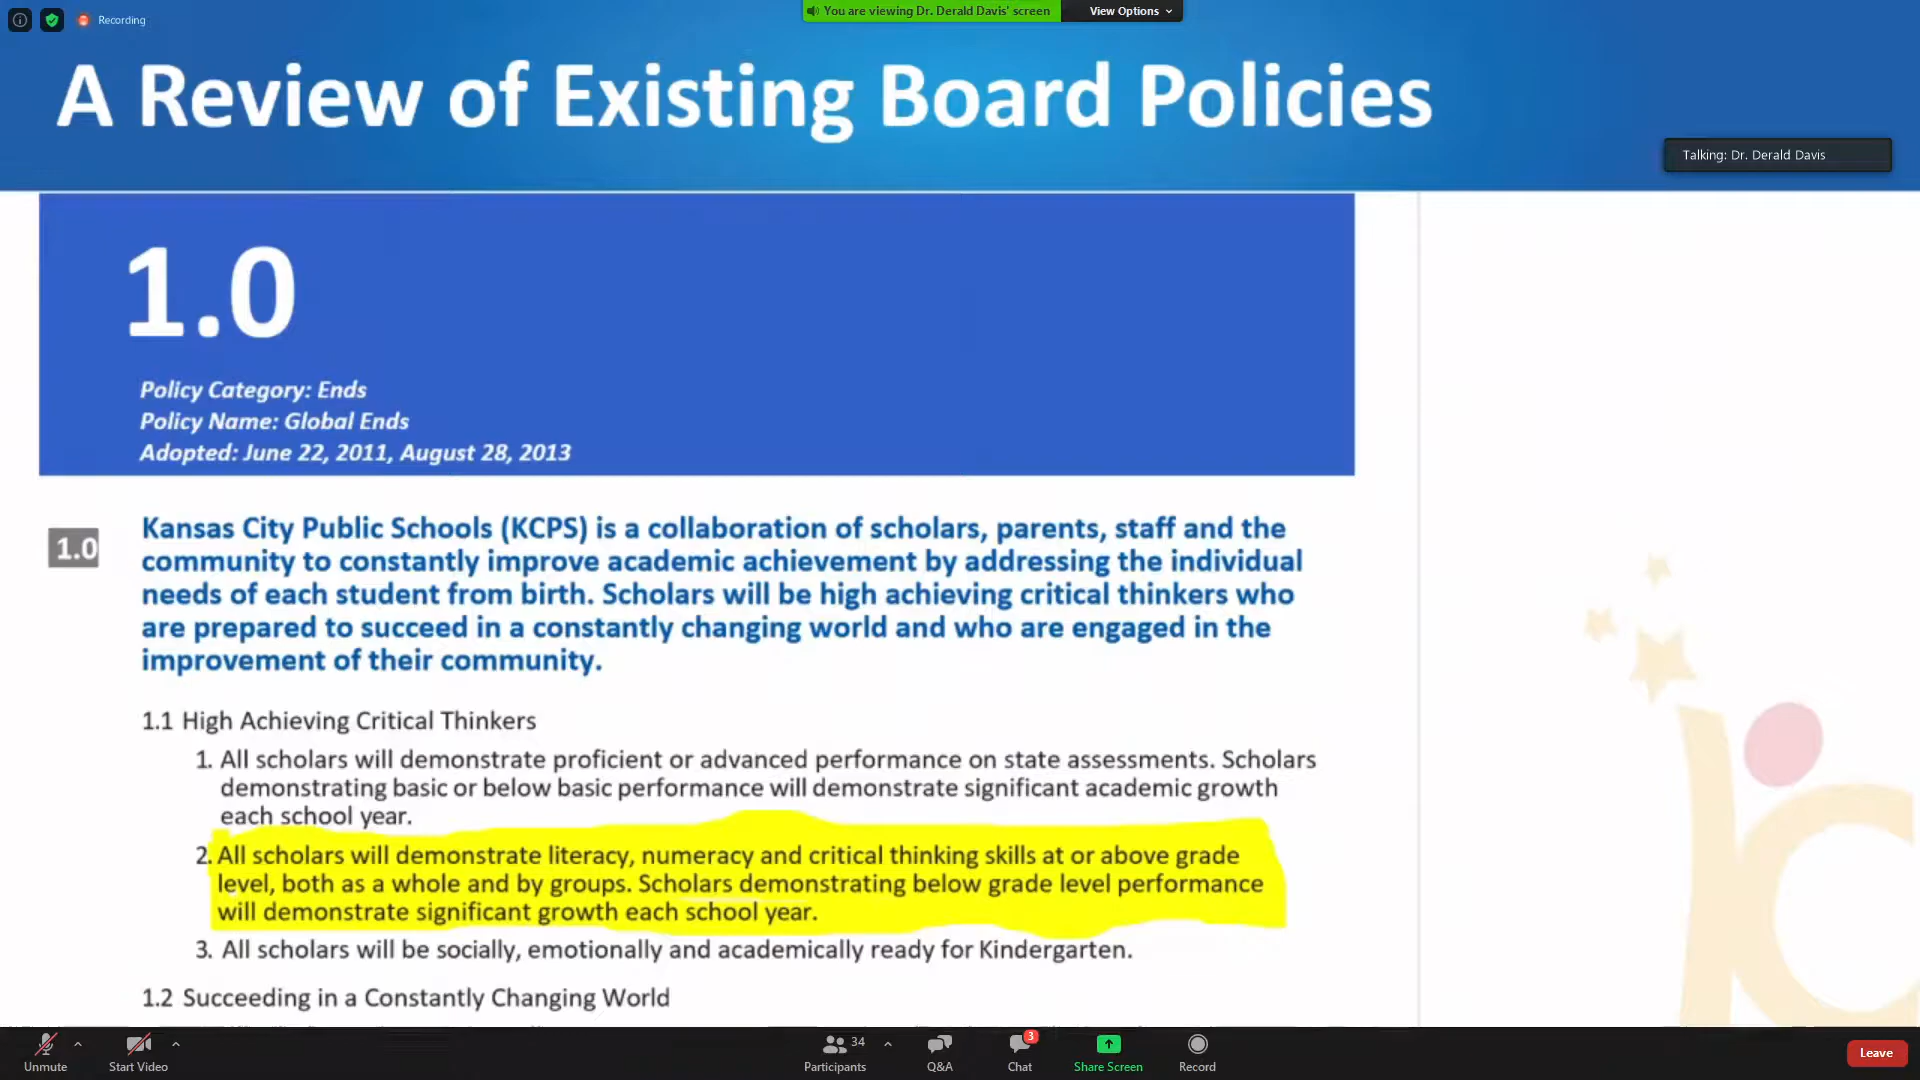 Recording
You are viewing Dr. Derald Davis' screen
View Options
A Review of Existing Board Policies
Talking: Dr. Derald Davis
1.0
Policy Category: Ends
Policy Name: Global Ends
Adopted: June 22, 2011, August 28, 2013
1.0
Kansas City Public Schools (KCPS) is a collaboration of scholars, parents, staff and the
community to constantly improve academic achievement by addressing the individual
needs of each student from birth. Scholars will be high achieving critical thinkers who
are prepared to succeed in a constantly changing world and who are engaged in the
improvement of their community.
1.1 High Achieving Critical Thinkers
1. All scholars will demonstrate proficient or advanced performance on state assessments. Scholars
demonstrating basic or below basic performance will demonstrate significant academic growth
each school year.
2. All scholars will demonstrate literacy, numeracy and critical thinking skills at or above grade
level, both as a whole and by groups. Scholars demonstrating below grade level performance
will demonstrate significant growth each school year.
3. All scholars will be socially, emotionally and academically ready for Kindergarten.
1.2 Succeeding in a Constantly Changing World
Unmute
Start Video
34
Participants
Q&A
3
Chat
Share Screen
Record
Leave